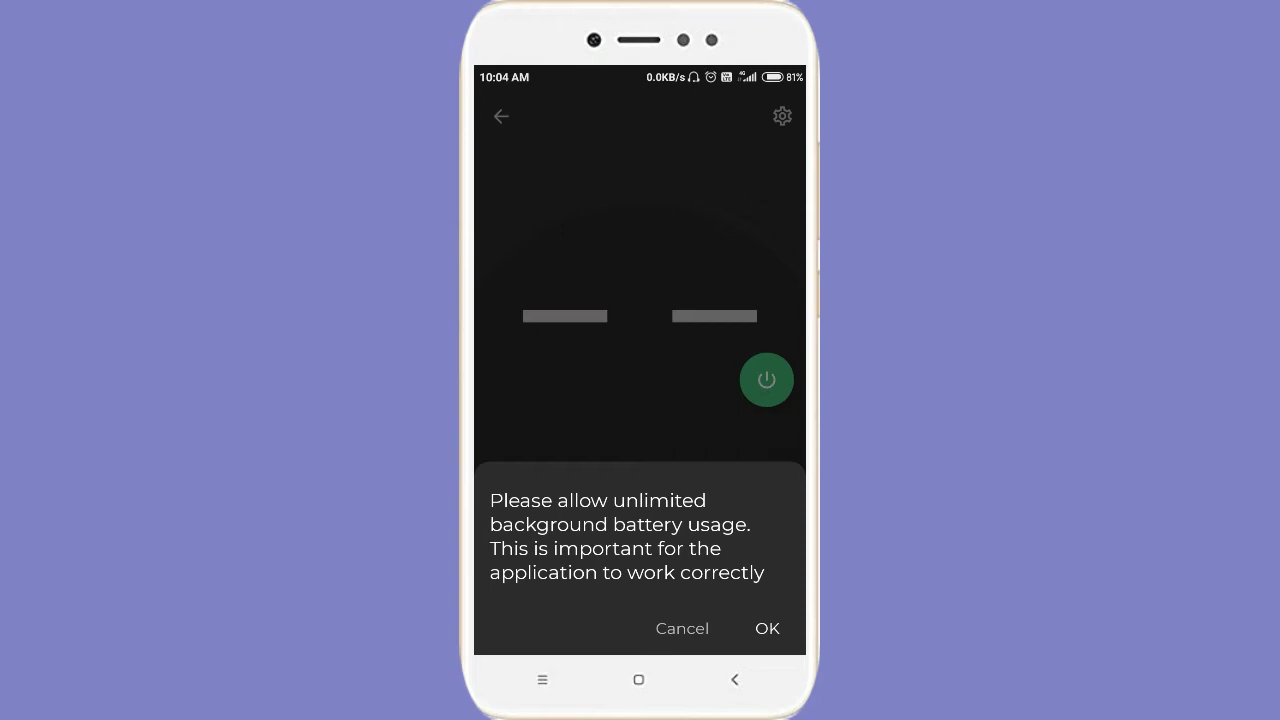 10:04 AM 0.0KB/s 4G 81%
Please allow unlimited
background battery usage.
This is important for the
application to work correctly
Cancel OK